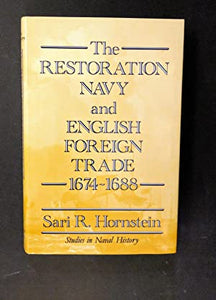 The
RESTORATION
NAVY
and
ENGLISH
FOREIGN
TRADE
1674-1688
Sari R. Hornstein
Studies in Naval History